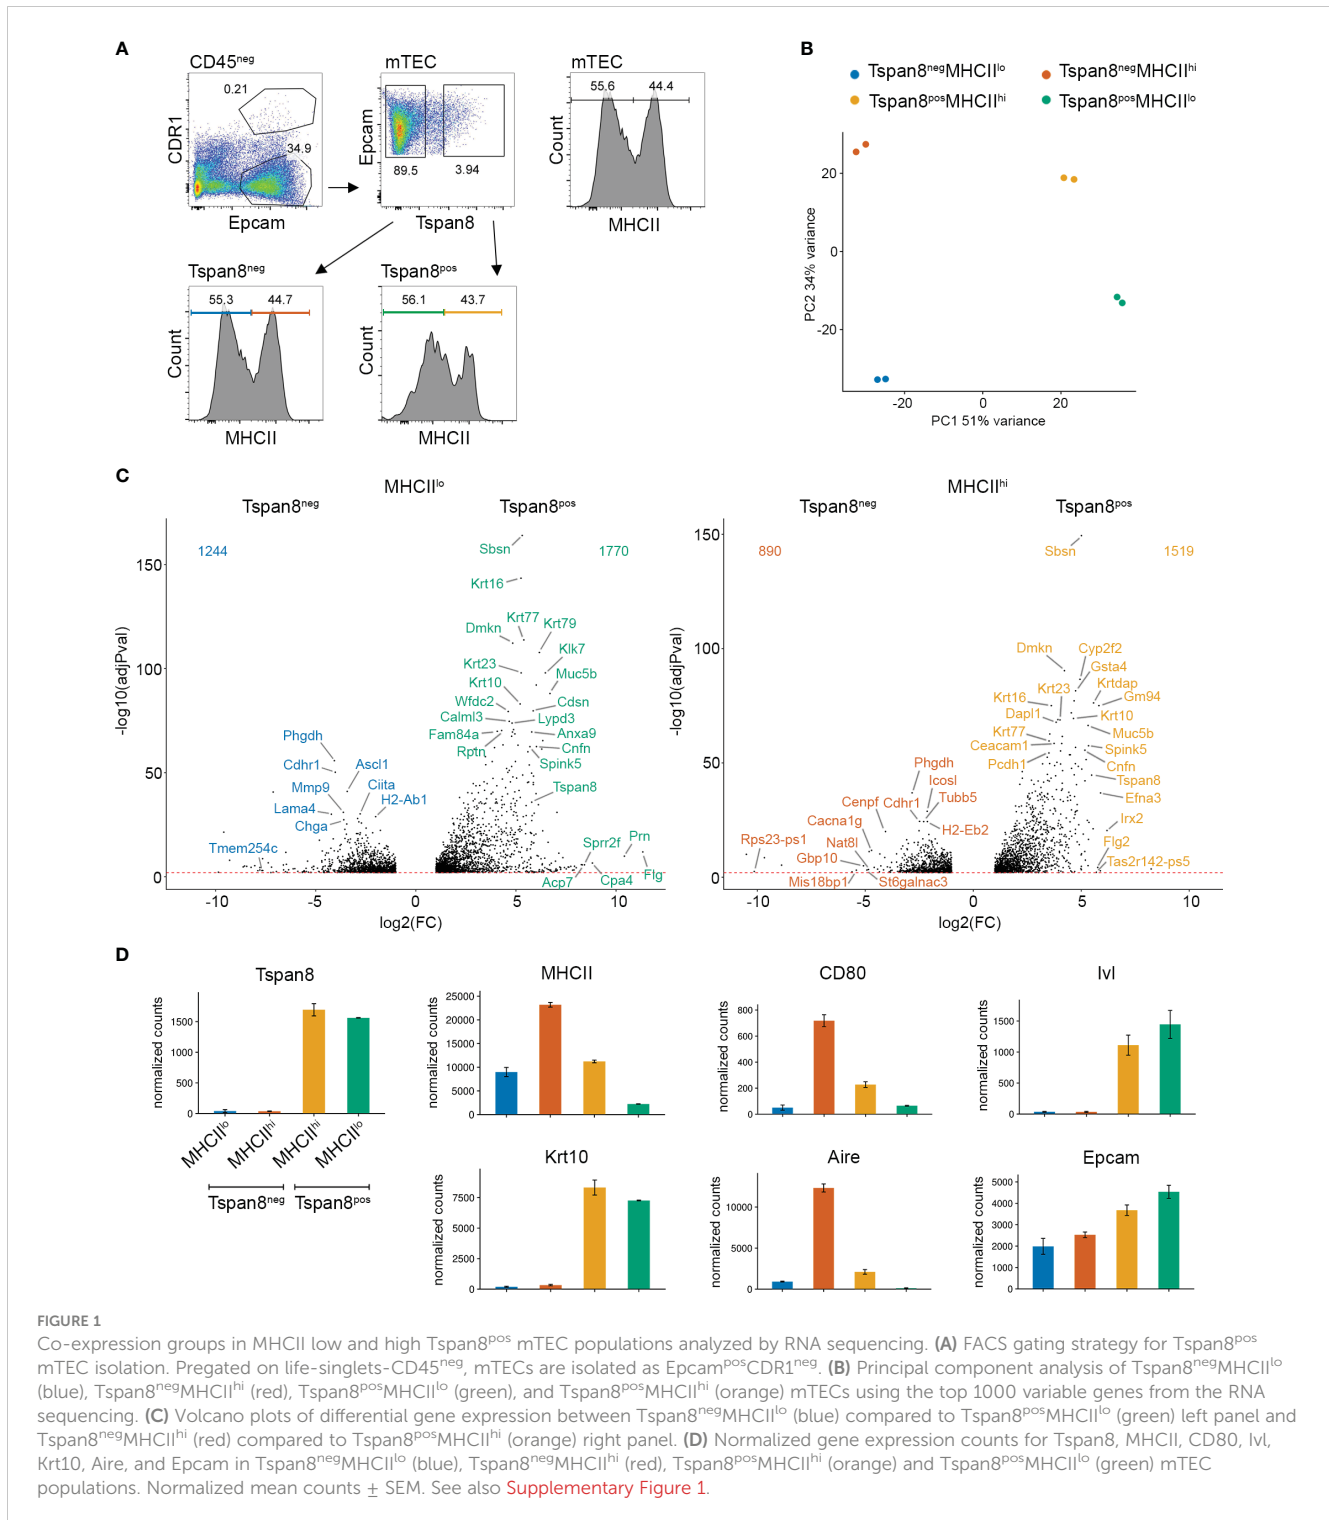 A
CD45neg
0.21
34.9
CDR1
Epcam
mTEC
89.5
3.94
Epcam
Tspan8
mTEC
55.6
44.4
Count
MHCII
Tspan8neg
55.3
44.7
Count
MHCII
Tspan8pos
56.1
43.7
Count
MHCII
B
Tspan8negMHCIIlo
Tspan8negMHCIIhi
Tspan8posMHCIIhi
Tspan8posMHCIIlo
PC2 34% variance
20
0
-20
-20
0
20
PC1 51% variance
C
MHCIIlo
Tspan8neg
Tspan8pos
1244
1770
-log10(adjPval)
150
100
50
0
Sbsn
Krt16
Krt77
Krt79
Dmkn
Klk7
Krt23
Muc5b
Krt10
Wfdc2
Cdsn
Calml3
Lypd3
Fam84a
Anxa9
Rptn
Cnfn
Spink5
Tspan8
Sprr2f
Prn
Acp7
Cpa4
Flg
Phgdh
Cdhr1
Ascl1
Mmp9
Ciita
Lama4
H2-Ab1
Chga
Tmem254c
-10
-5
0
5
10
log2(FC)
MHCIIhi
Tspan8neg
Tspan8pos
890
1519
-log10(adjPval)
150
100
50
0
Sbsn
Dmkn
Cyp2f2
Gsta4
Krt23
Krtdap
Krt16
Gm94
Dapl1
Krt10
Krt77
Muc5b
Ceacam1
Spink5
Pcdh1
Cnfn
Tspan8
Efna3
Irx2
Flg2
Tas2r142-ps5
Phgdh
Icosl
Cenpf
Cdhr1
Tubb5
Cacna1g
H2-Eb2
Rps23-ps1
Nat8l
Gbp10
Mis18bp1
St6galnac3
-10
-5
0
5
10
log2(FC)
D
Tspan8
normalized counts
1500
1000
500
0
MHCIIlo
MHCIIhi
MHCIIhi
MHCIIlo
Tspan8neg
Tspan8pos
MHCII
normalized counts
25000
20000
15000
10000
5000
0
CD80
normalized counts
800
600
400
200
0
Ivl
normalized counts
1500
1000
500
0
Krt10
normalized counts
7500
5000
2500
0
Aire
normalized counts
10000
5000
0
Epcam
normalized counts
5000
4000
3000
2000
1000
0
FIGURE 1
Co-expression groups in MHCII low and high Tspan8pos mTEC populations analyzed by RNA sequencing. (A) FACS gating strategy for Tspan8pos
mTEC isolation. Pregated on life-singlets-CD45neg, mTECs are isolated as EpcamposCDR1neg. (B) Principal component analysis of Tspan8negMHCIIlo
(blue), Tspan8negMHCIIhi (red), Tspan8posMHCIIlo (green), and Tspan8posMHCIIhi (orange) mTECs using the top 1000 variable genes from the RNA
sequencing. (C) Volcano plots of differential gene expression between Tspan8negMHCIIlo (blue) compared to Tspan8posMHCIIlo (green) left panel and
Tspan8negMHCIIhi (red) compared to Tspan8posMHCIIhi (orange) right panel. (D) Normalized gene expression counts for Tspan8, MHCII, CD80, Ivl,
Krt10, Aire, and Epcam in Tspan8negMHCIIlo (blue), Tspan8negMHCIIhi (red), Tspan8posMHCIIhi (orange) and Tspan8posMHCIIlo (green) mTEC
populations. Normalized mean counts ± SEM. See also Supplementary Figure 1.